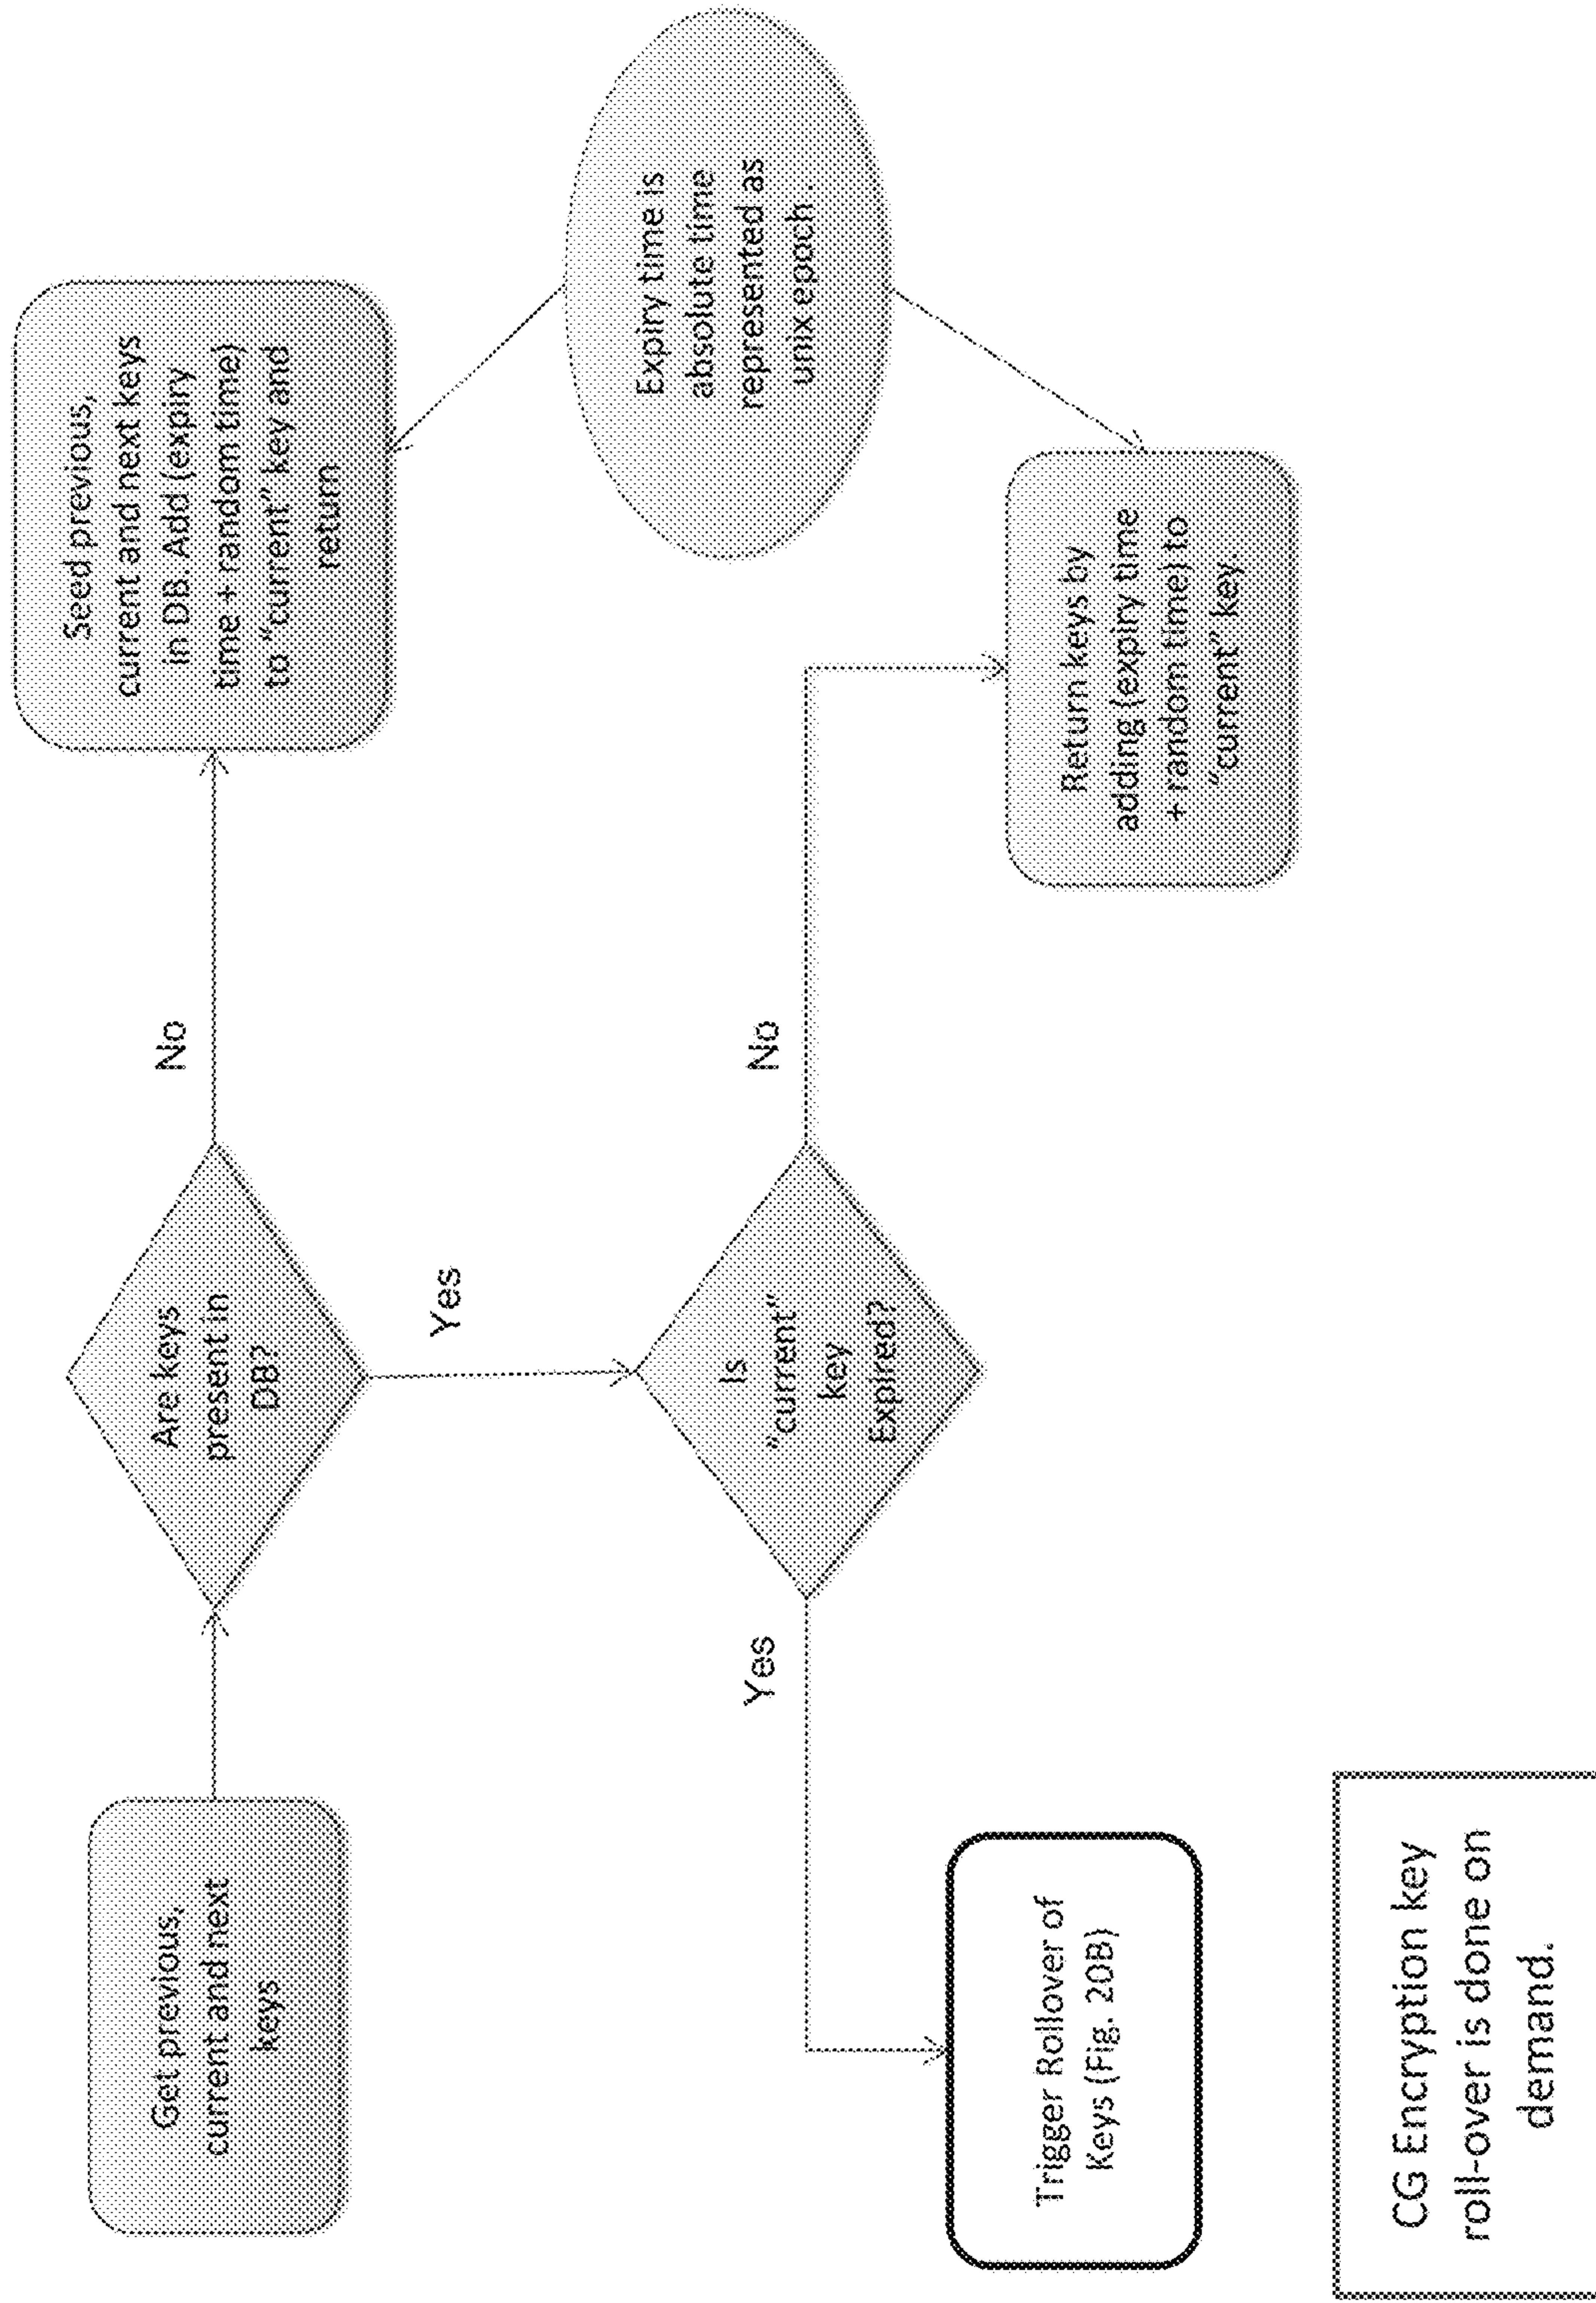 Get previous,
current and next
keys
Are keys
present in
DB?
No
Seed previous,
current and next keys
in DB. Add (expiry
time + random time)
to “current” key and
return
Yes
Expiry time is
absolute time
represented as
unix epoch.
Yes
Is
“current”
key
Expired?
No
Trigger Rollover of
Keys (Fig. 20B)
Return keys by
adding (expiry time
+ random time) to
“current” key.
CG Encryption key
roll-over is done on
demand.